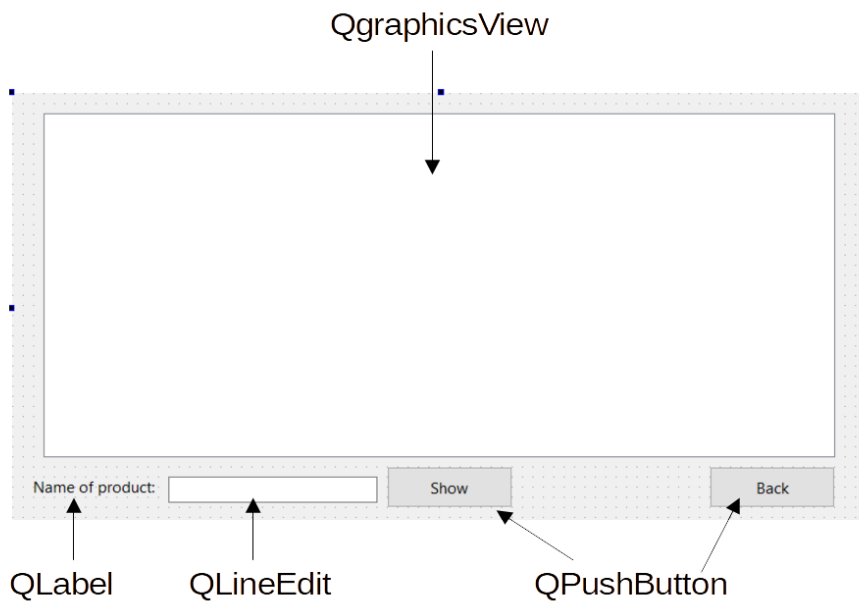 QgraphicsView
Name of product:
Show
Back
QLabel
QLineEdit
QPushButton